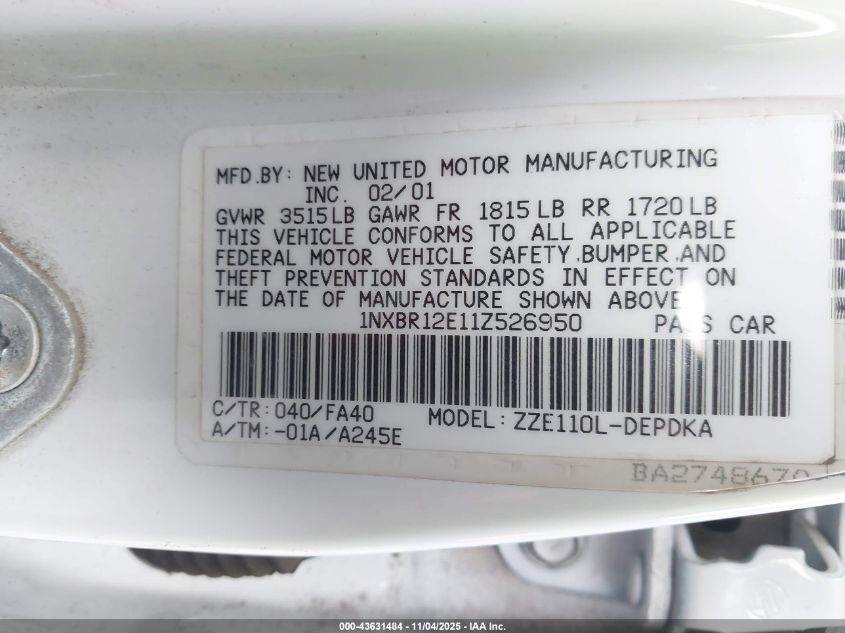 MFD.BY: NEW UNITED MOTOR MANUFACTURING
INC. 02/01
GVWR 3515LB GAWR FR 1815LB RR 1720LB
THIS VEHICLE CONFORMS TO ALL APPLICABLE
FEDERAL MOTOR VEHICLE SAFETY,BUMPER,AND
THEFT PREVENTION STANDARDS IN EFFECT ON
THE DATE OF MANUFACTURE SHOWN ABOVE
1NXBR12E11Z526950 PASS CAR
C/TR: 040/FA40 MODEL: ZZE110L-DEPDKA
A/TM: -01A/A245E
000-43631484 - 11/04/2025 - IAA Inc.